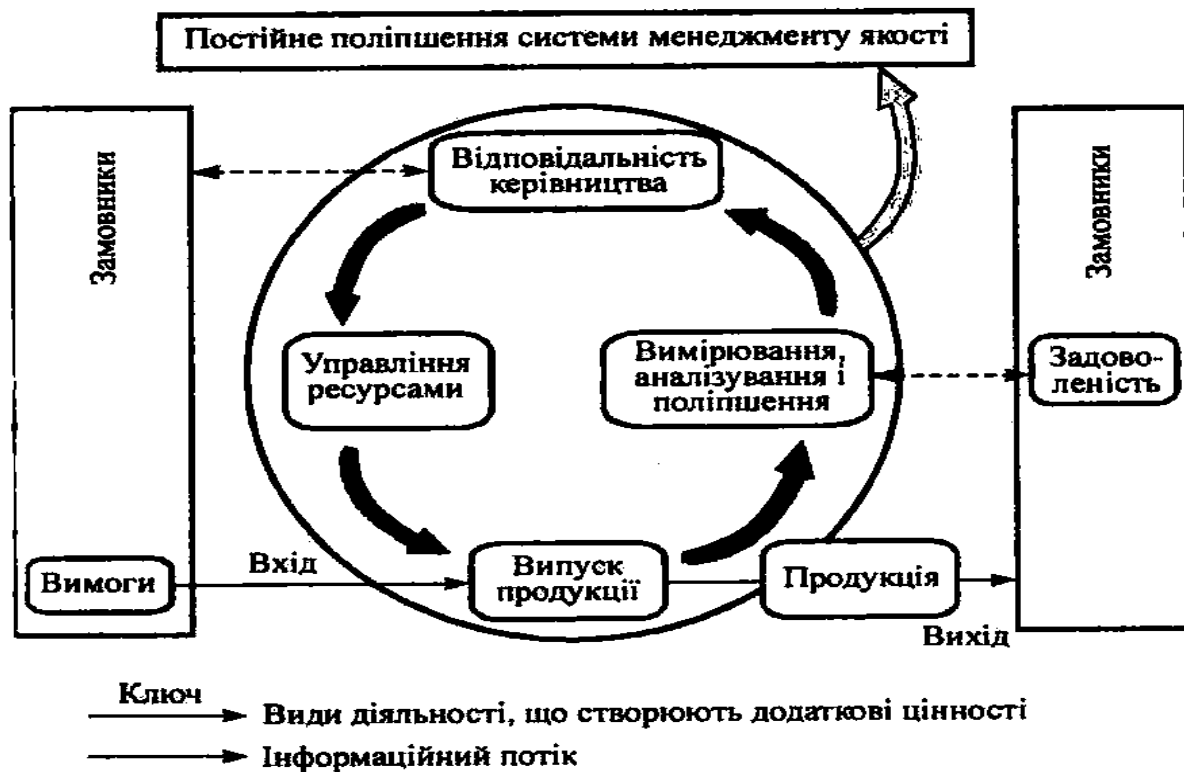 Постійне поліпшення системи менеджменту якості
Замовники
Відповідальність
керівництва
Замовники
Управління
ресурсами
Вимірювання,
аналізування і
поліпшення
Задово-
леність
Вимоги
Вхід
Випуск
продукції
Продукція
Вихід
Ключ
Види діяльності, що створюють додаткові цінності
Інформаційний потік